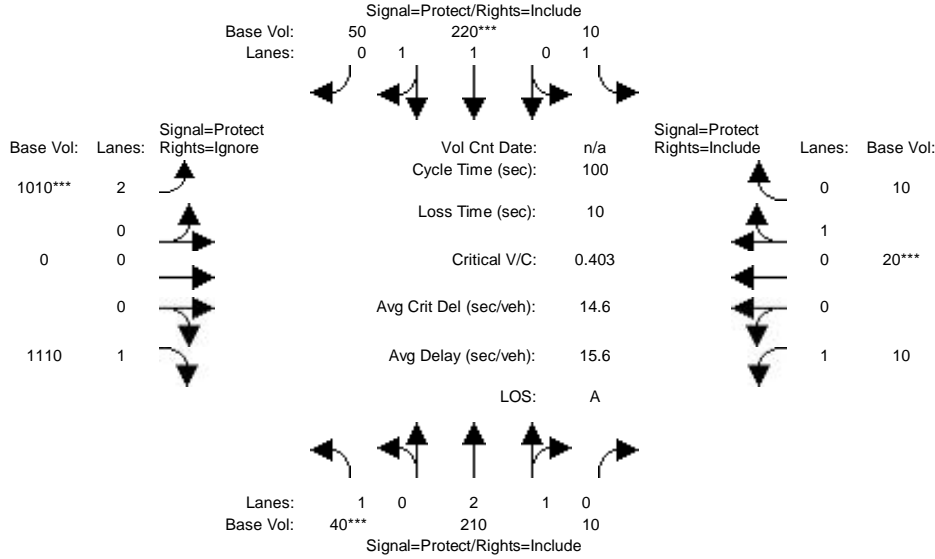 Signal=Protect/Rights=Include
Base Vol: 50 220*** 10
Lanes: 0 1 1 0 1
Signal=Protect
Rights=Ignore
Signal=Protect
Rights=Include
Base Vol: Lanes: Vol Cnt Date: n/a Lanes: Base Vol:
Cycle Time (sec): 100
1010*** 2 0 10
Loss Time (sec): 10
0 1
0 0 Critical V/C: 0.403 0 20***
0 Avg Crit Del (sec/veh): 14.6 0
1110 1 Avg Delay (sec/veh): 15.6 1 10
LOS: A
Lanes: 1 0 2 1 0
Base Vol: 40*** 210 10
Signal=Protect/Rights=Include